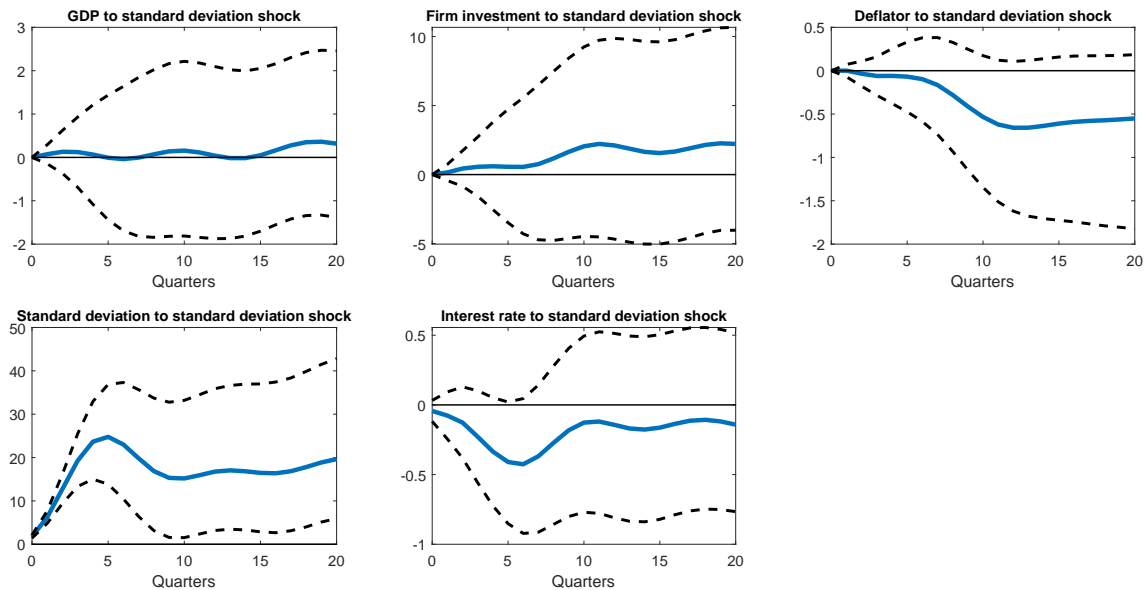 GDP to standard deviation shock
3
2
1
0
-1
-2
0 5 10 15 20
Quarters
Firm investment to standard deviation shock
10
5
0
-5
0 5 10 15 20
Quarters
Deflator to standard deviation shock
0.5
0
-0.5
-1
-1.5
-2
0 5 10 15 20
Quarters
Standard deviation to standard deviation shock
50
40
30
20
10
0
0 5 10 15 20
Quarters
Interest rate to standard deviation shock
0.5
0
-0.5
-1
0 5 10 15 20
Quarters